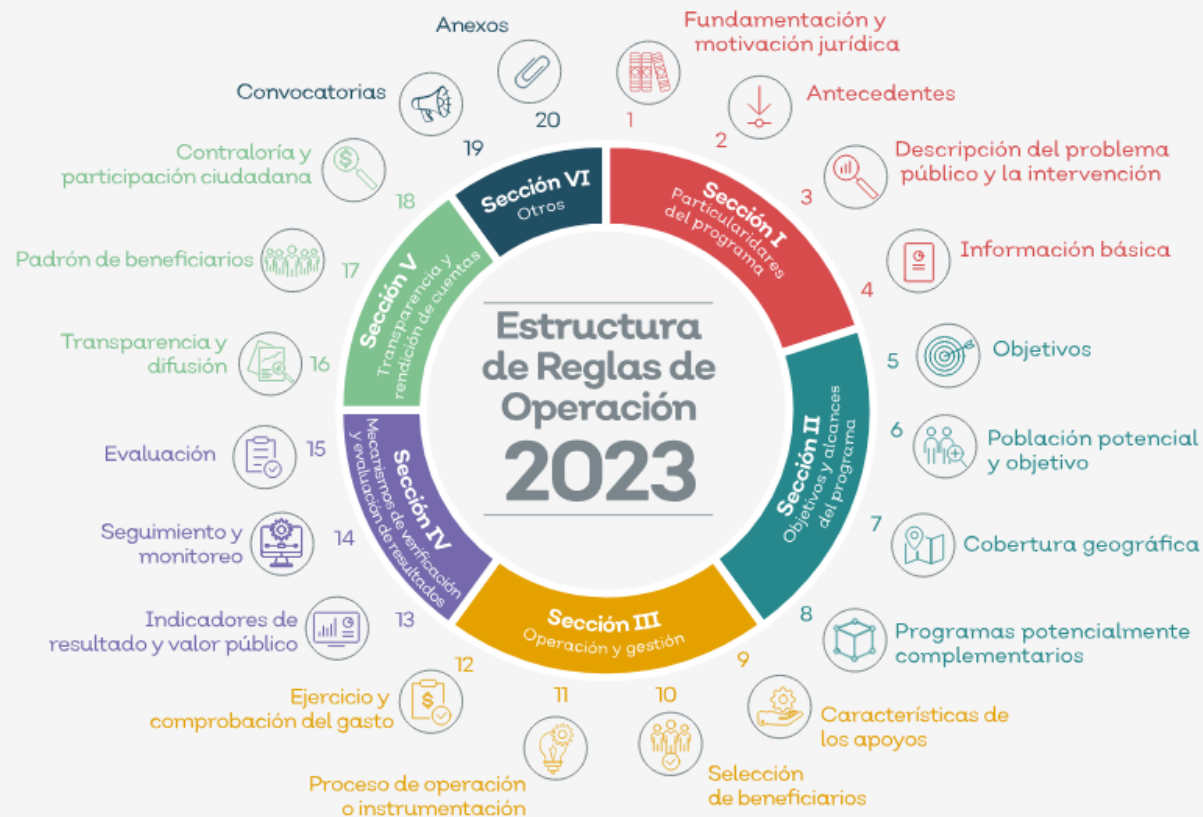 Estructura
de Reglas de
Operación
2023
Sección I
Particularidares
del programa
1
Fundamentación y
motivación jurídica
2
Antecedentes
3
Descripción del problema
público y la intervención
4
Información básica
Sección II
Objetivos y alcances
del programa
5
Objetivos
6
Población potencial
y objetivo
7
Cobertura geográfica
8
Programas potencialmente
complementarios
Sección III
Operación y gestión
9
Características de
los apoyos
10
Selección
de beneficiarios
11
Proceso de operación
o instrumentación
12
Ejercicio y
comprobación del gasto
Sección IV
Mecanismos de verificación
y evaluación de resultados
13
Indicadores de
resultado y valor público
14
Seguimiento y
monitoreo
15
Evaluación
Sección V
Transparencia y
rendición de cuentas
16
Transparencia y
difusión
17
Padrón de beneficiarios
18
Contraloría y
participación ciudadana
Sección VI
Otros
19
Convocatorias
20
Anexos